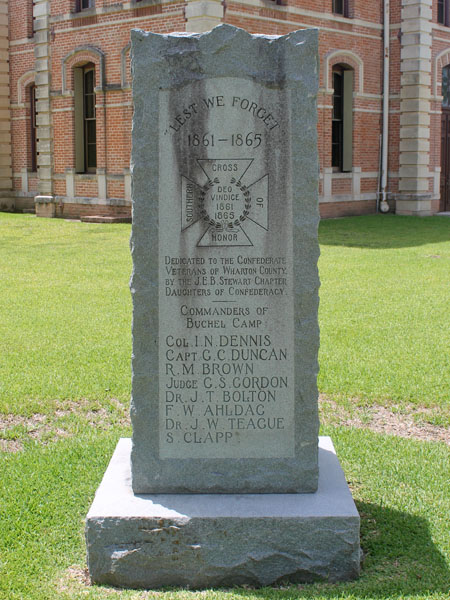 "LEST WE FORGET"
1861-1865
CROSS
SOUTHERN
DEO
VINDICE
1861
1865
OF
HONOR
DEDICATED TO THE CONFEDERATE
VETERANS OF WHARTON COUNTY.
BY THE J.E.B. STEWART CHAPTER
DAUGHTERS OF CONFEDERACY.
COMMANDERS OF
BUCHEL CAMP
COL I.N. DENNIS
CAPT G.C. DUNCAN
R. M BROWN
JUDGE G.S. GORDON
DR. J.T. BOLTON
F. W. AHLDAG
DR. J.W. TEAGUE
S. CLAPP